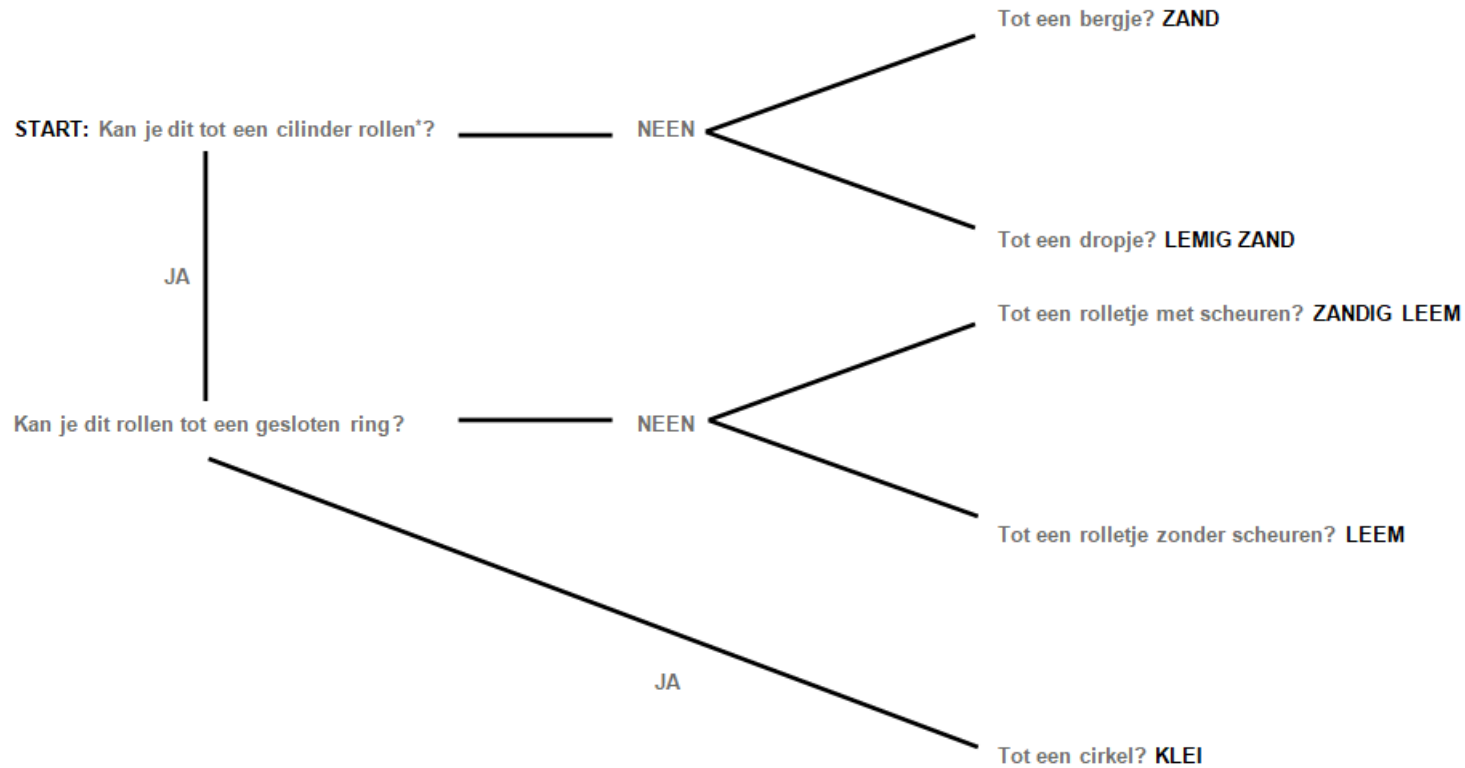 Tot een bergje? ZAND
START: Kan je dit tot een cilinder rollen*?
NEEN
Tot een dropje? LEMIG ZAND
JA
Tot een rolletje met scheuren? ZANDIG LEEM
Kan je dit rollen tot een gesloten ring?
NEEN
Tot een rolletje zonder scheuren? LEEM
JA
Tot een cirkel? KLEI